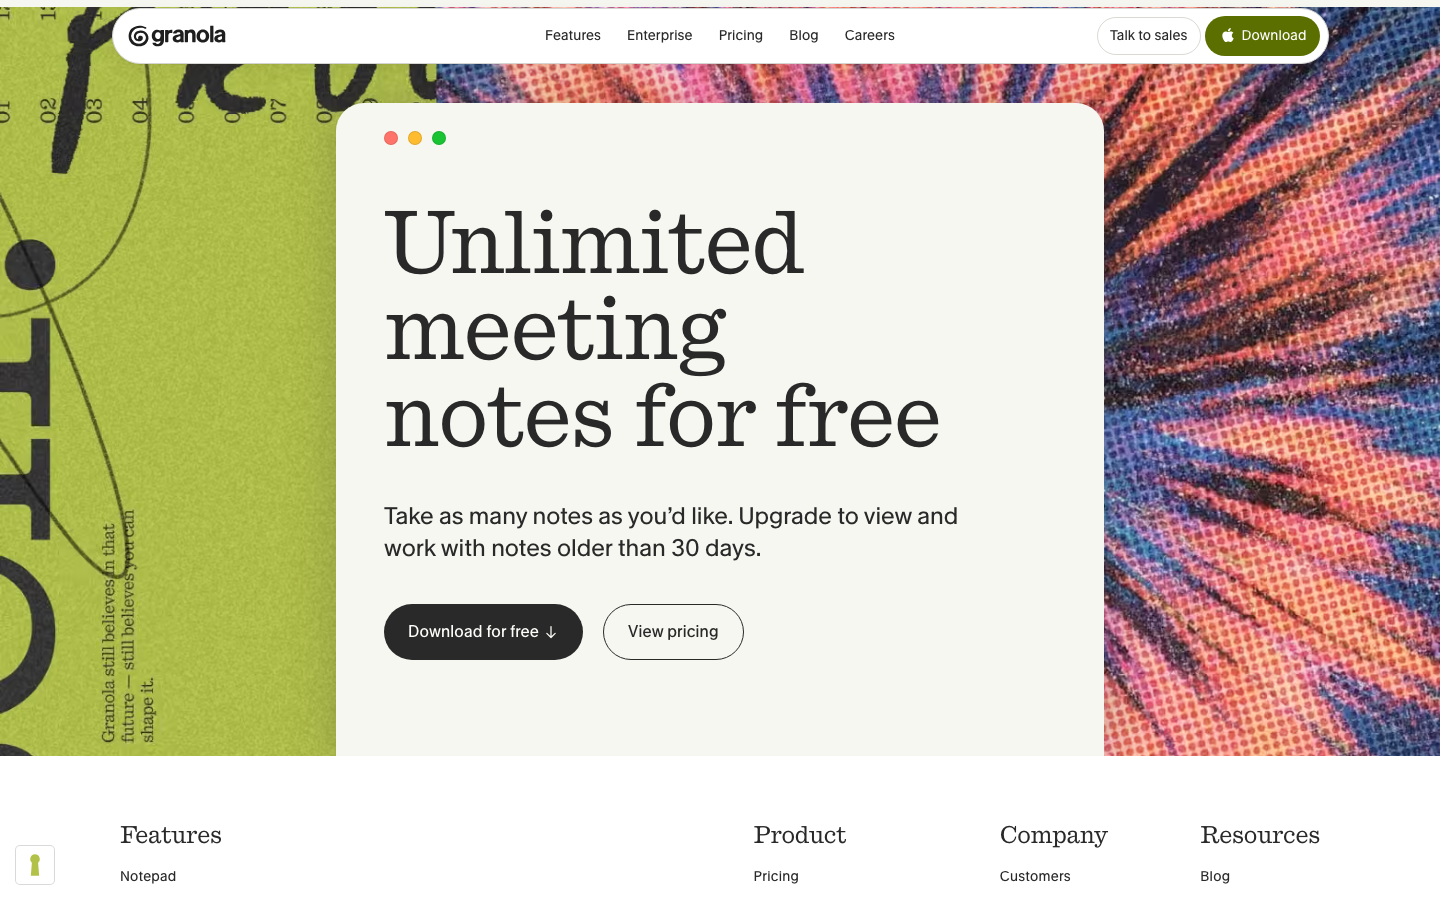 granola
Features
Enterprise
Pricing
Blog
Careers
Talk to sales
Download
01
02
03
04
07
Unlimited
meeting
notes for free
Take as many notes as you’d like. Upgrade to view and
work with notes older than 30 days.
Download for free ↓
View pricing
Granola still believes in that
future — still believes you can
shape it.
Features
Product
Company
Resources
Notepad
Pricing
Customers
Blog